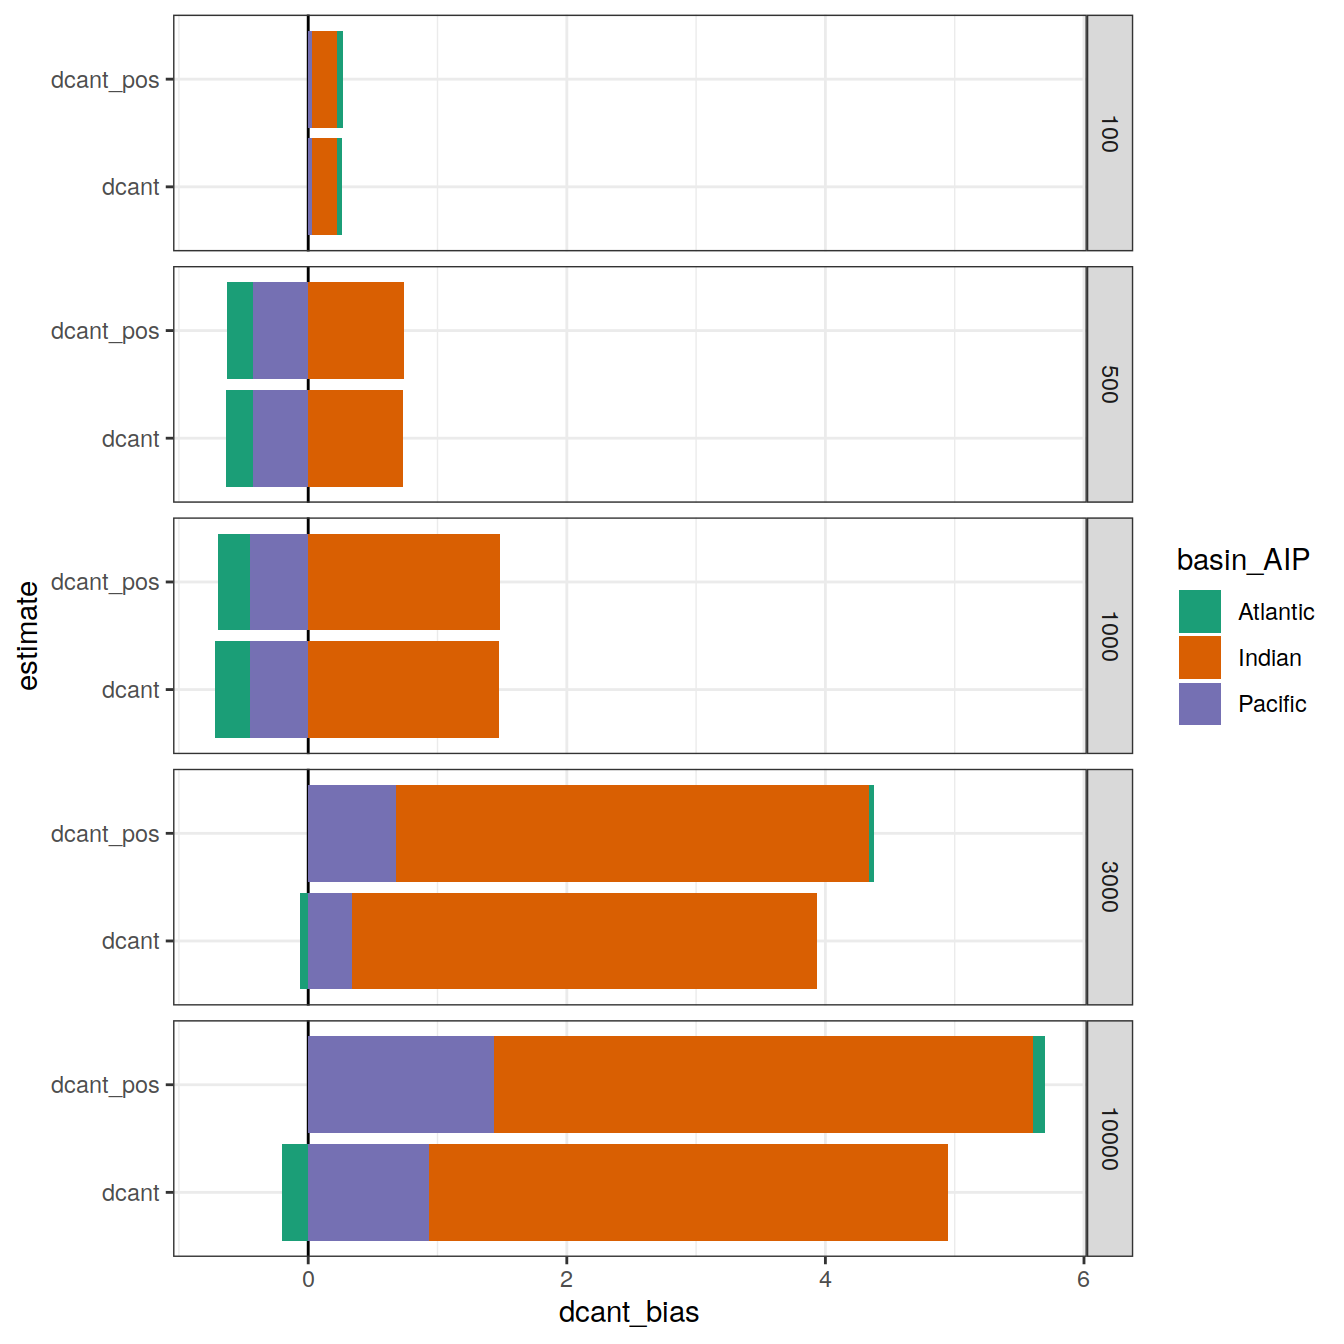 dcant_pos
dcant
100
dcant_pos
dcant
500
dcant_pos
dcant
1000
dcant_pos
dcant
3000
dcant_pos
dcant
10000
0 2 4 6
dcant_bias
estimate
basin_AIP
Atlantic
Indian
Pacific